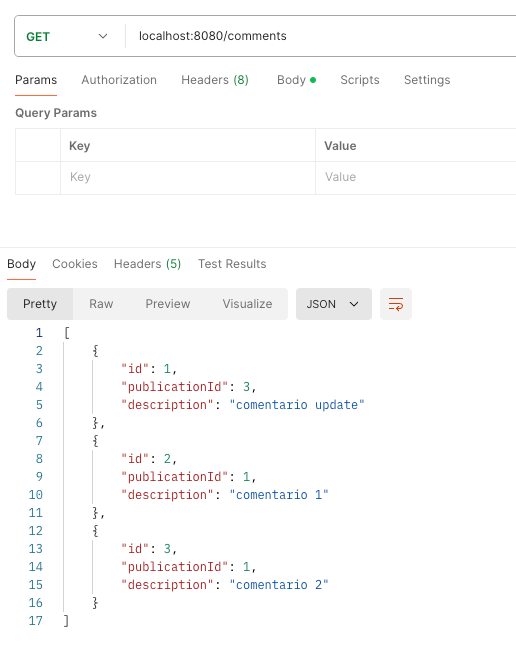 GET localhost:8080/comments
Params Authorization Headers (8) Body Scripts Settings
Query Params
Key Value
Key Value
Body Cookies Headers (5) Test Results
Pretty Raw Preview Visualize JSON
1 [
2 {
3 "id": 1,
4 "publicationId": 3,
5 "description": "comentario update"
6 },
7 {
8 "id": 2,
9 "publicationId": 1,
10 "description": "comentario 1"
11 },
12 {
13 "id": 3,
14 "publicationId": 1,
15 "description": "comentario 2"
16 }
17 ]